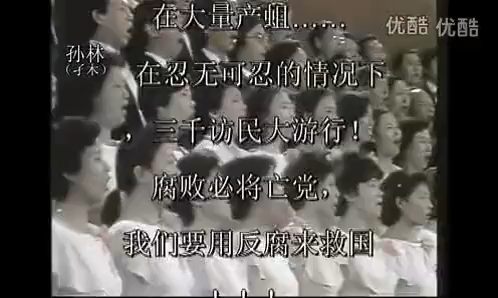 优酷 优酷
在大量产蛆……
孙林
（孑木）
在忍无可忍的情况下
，三千访民大游行！
腐败必将亡党，
我们要用反腐来救国
！！！